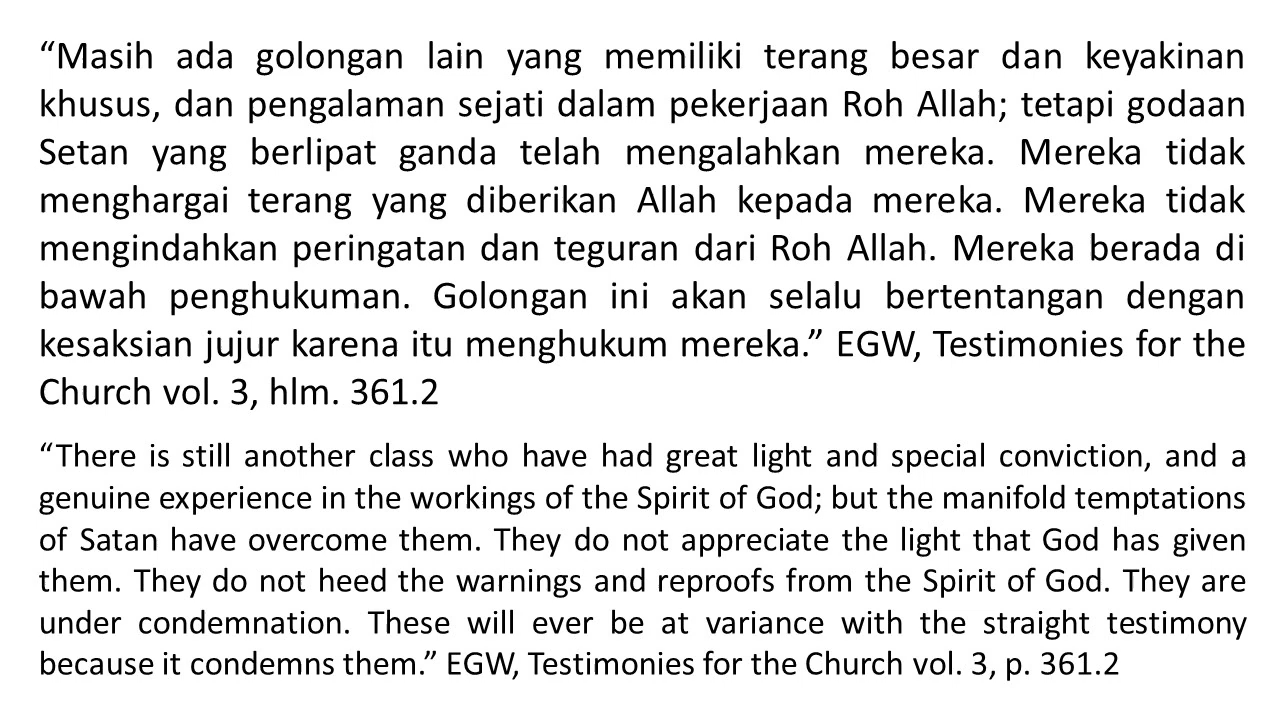 “Masih ada golongan lain yang memiliki terang besar dan keyakinan
khusus, dan pengalaman sejati dalam pekerjaan Roh Allah; tetapi godaan
Setan yang berlipat ganda telah mengalahkan mereka. Mereka tidak
menghargai terang yang diberikan Allah kepada mereka. Mereka tidak
mengindahkan peringatan dan teguran dari Roh Allah. Mereka berada di
bawah penghukuman. Golongan ini akan selalu bertentangan dengan
kesaksian jujur karena itu menghukum mereka.” EGW, Testimonies for the
Church vol. 3, hlm. 361.2
“There is still another class who have had great light and special conviction, and a
genuine experience in the workings of the Spirit of God; but the manifold temptations
of Satan have overcome them. They do not appreciate the light that God has given
them. They do not heed the warnings and reproofs from the Spirit of God. They are
under condemnation. These will ever be at variance with the straight testimony
because it condemns them.” EGW, Testimonies for the Church vol. 3, p. 361.2